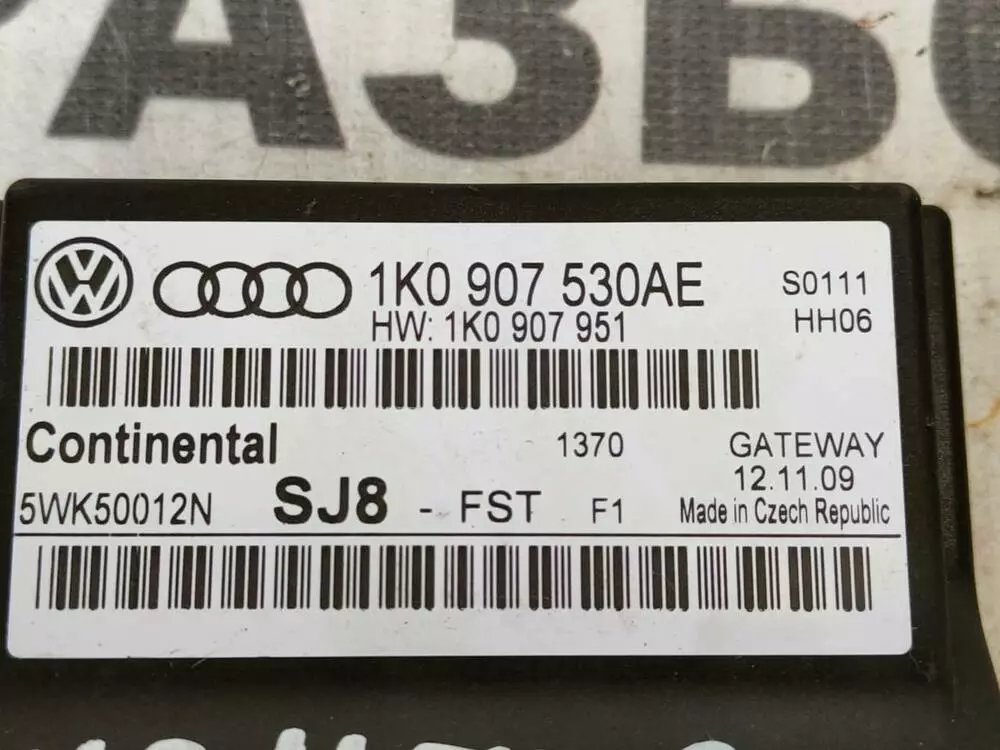 РАЗБО
1K0 907 530AE S0111
HW: 1K0 907 951 HH06
Continental 1370 GATEWAY
12.11.09
5WK50012N SJ8 - FST F1 Made in Czech Republic